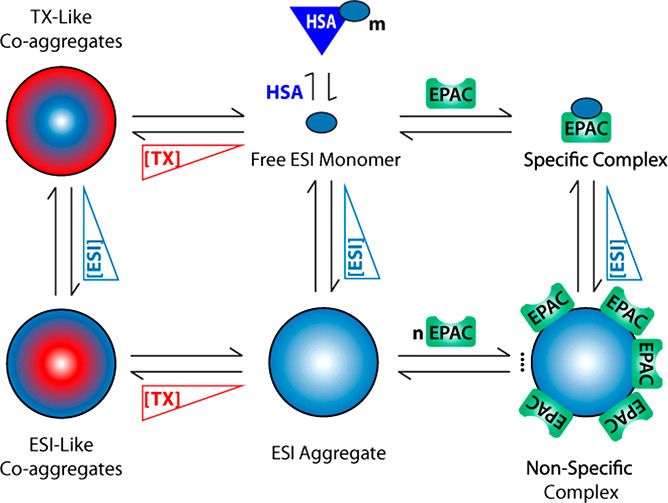 TX-Like
Co-aggregates
HSA
m
HSA
EPAC
[TX]
Free ESI Monomer
EPAC
Specific Complex
[ESI]
[ESI]
[ESI]
EPAC
EPAC
n EPAC
EPAC
[TX]
EPAC
EPAC
ESI-Like
Co-aggregates
ESI Aggregate
Non-Specific
Complex